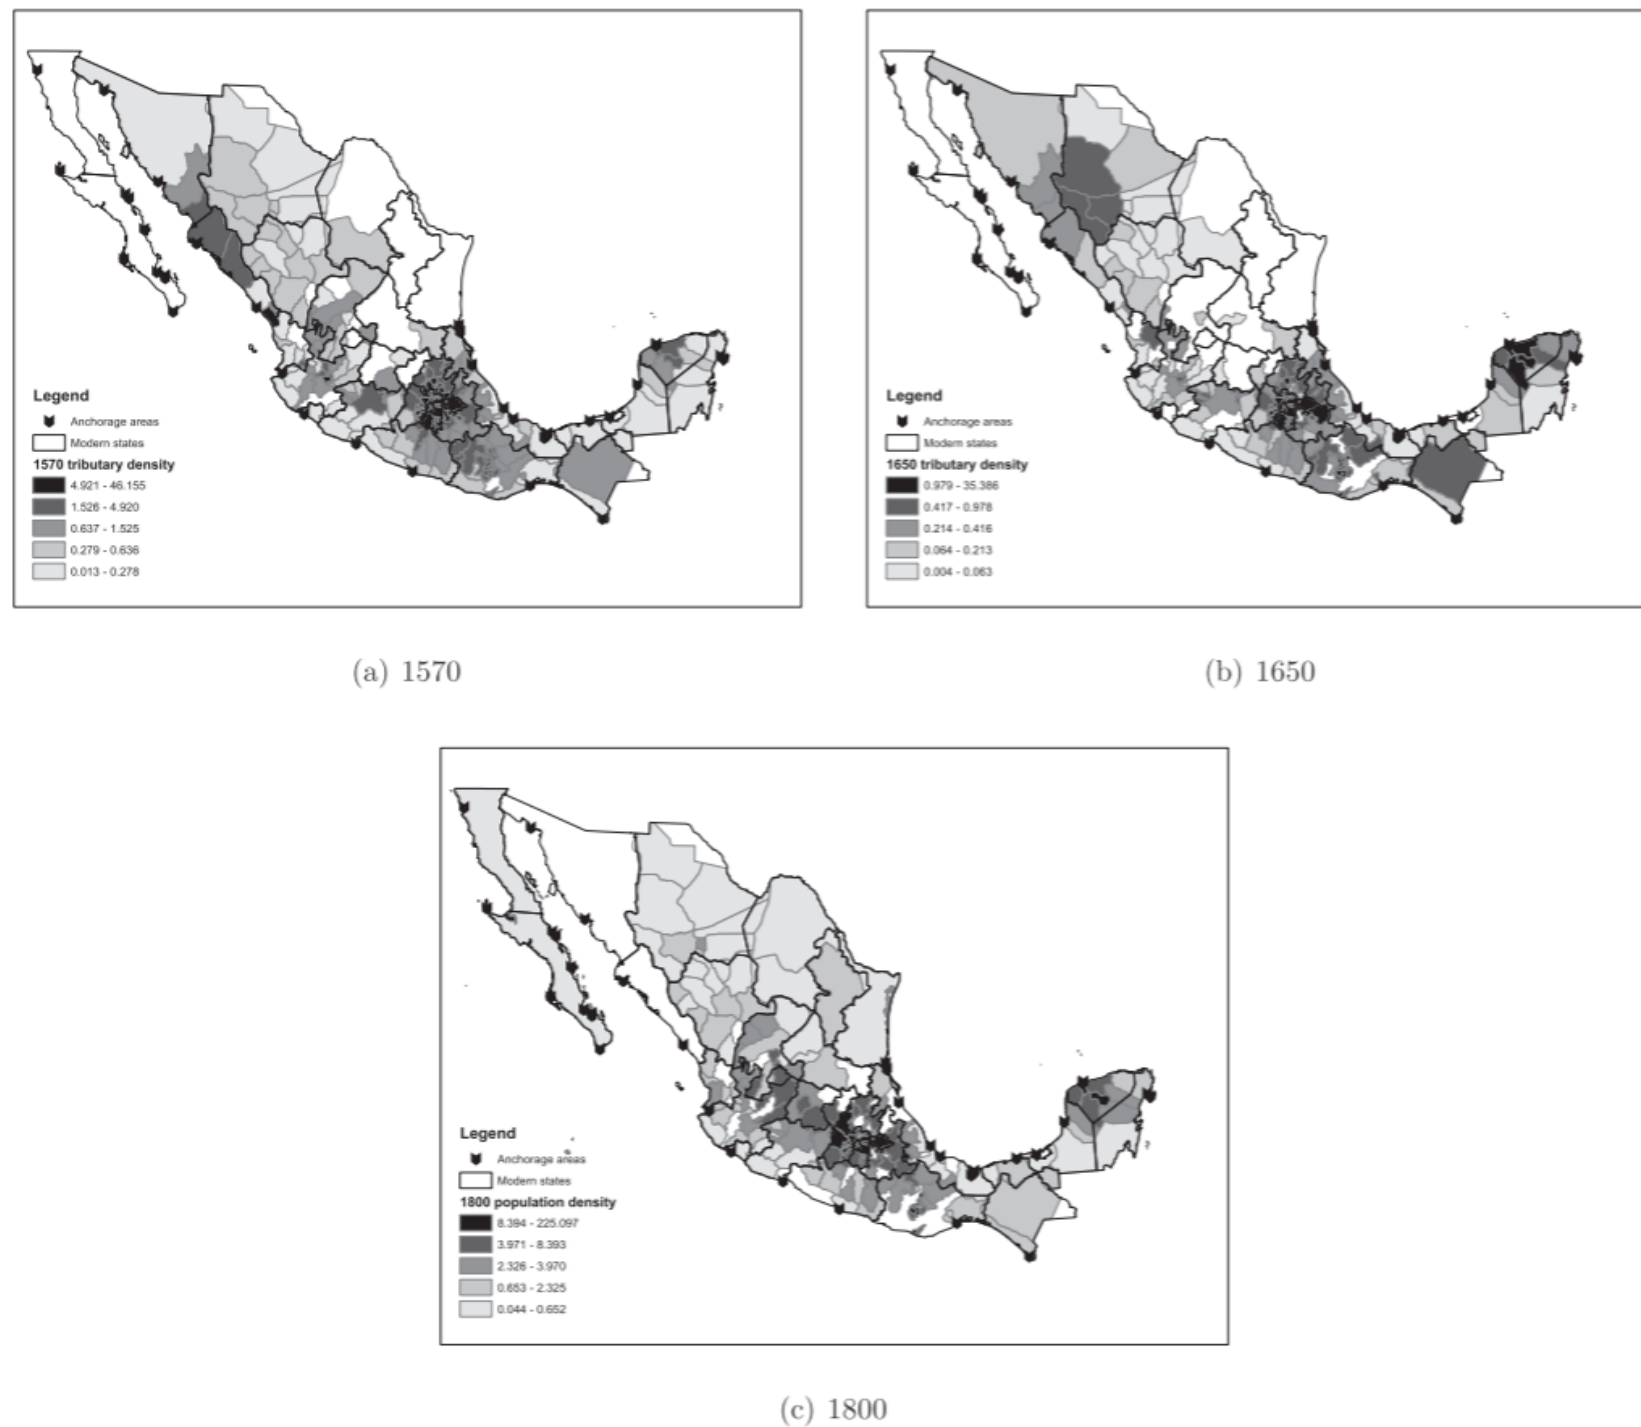 Legend
Anchorage areas
Modern states
1570 tributary density
4.921 - 46.155
1.526 - 4.920
0.637 - 1.525
0.279 - 0.636
0.013 - 0.278
(a) 1570
Legend
Anchorage areas
Modern states
1650 tributary density
0.979 - 35.386
0.417 - 0.978
0.214 - 0.416
0.064 - 0.213
0.004 - 0.063
(b) 1650
Legend
Anchorage areas
Modern states
1800 population density
8.394 - 225.097
3.971 - 8.393
2.326 - 3.970
0.653 - 2.325
0.044 - 0.652
(c) 1800